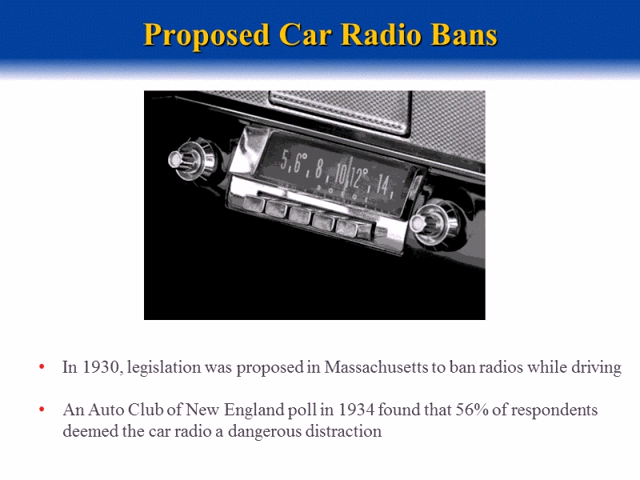 Proposed Car Radio Bans
5, 6º, 8, 10, 12º, 14,
• In 1930, legislation was proposed in Massachusetts to ban radios while driving
• An Auto Club of New England poll in 1934 found that 56% of respondents
deemed the car radio a dangerous distraction